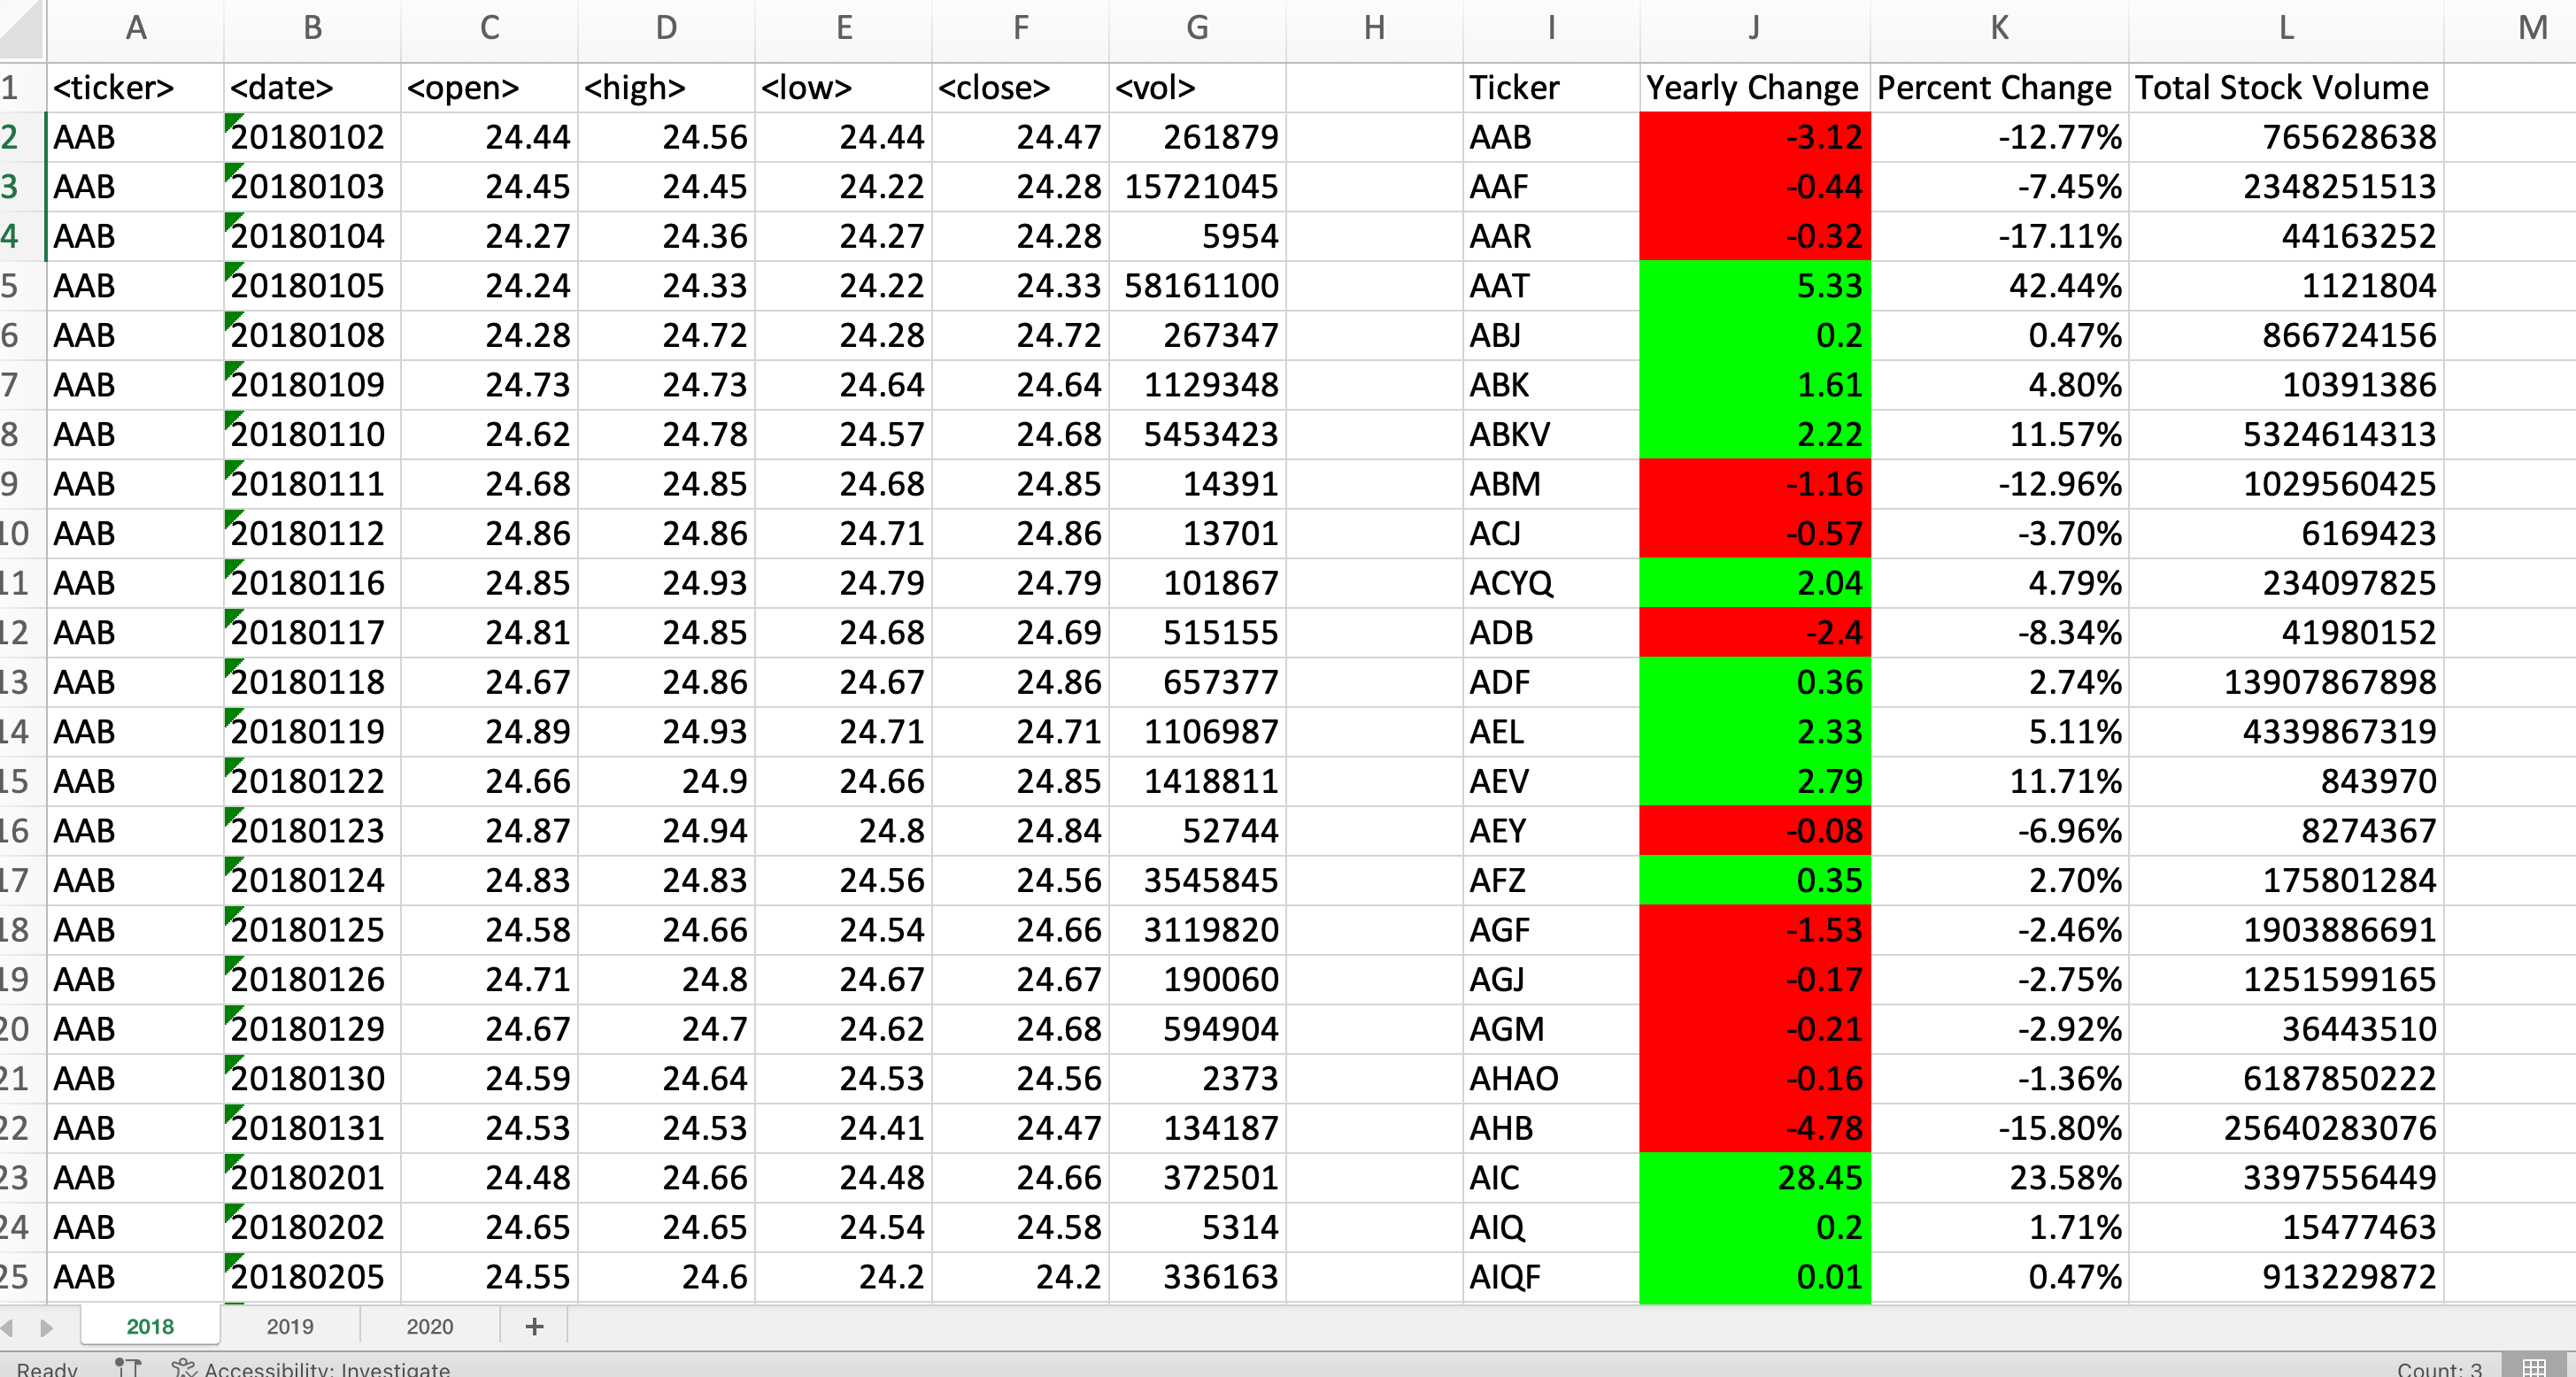 A B C D E F G H I J K L M
1 <ticker> <date> <open> <high> <low> <close> <vol> Ticker Yearly Change Percent Change Total Stock Volume
2 AAB 20180102 24.44 24.56 24.44 24.47 261879 AAB -3.12 -12.77% 765628638
3 AAB 20180103 24.45 24.45 24.22 24.28 15721045 AAF -0.44 -7.45% 2348251513
4 AAB 20180104 24.27 24.36 24.27 24.28 5954 AAR -0.32 -17.11% 44163252
5 AAB 20180105 24.24 24.33 24.22 24.33 58161100 AAT 5.33 42.44% 1121804
6 AAB 20180108 24.28 24.72 24.28 24.72 267347 ABJ 0.2 0.47% 866724156
7 AAB 20180109 24.73 24.73 24.64 24.64 1129348 ABK 1.61 4.80% 10391386
8 AAB 20180110 24.62 24.78 24.57 24.68 5453423 ABKV 2.22 11.57% 5324614313
9 AAB 20180111 24.68 24.85 24.68 24.85 14391 ABM -1.16 -12.96% 1029560425
10 AAB 20180112 24.86 24.86 24.71 24.86 13701 ACJ -0.57 -3.70% 6169423
11 AAB 20180116 24.85 24.93 24.79 24.79 101867 ACYQ 2.04 4.79% 234097825
12 AAB 20180117 24.81 24.85 24.68 24.69 515155 ADB -2.4 -8.34% 41980152
13 AAB 20180118 24.67 24.86 24.67 24.86 657377 ADF 0.36 2.74% 13907867898
14 AAB 20180119 24.89 24.93 24.71 24.71 1106987 AEL 2.33 5.11% 4339867319
15 AAB 20180122 24.66 24.9 24.66 24.85 1418811 AEV 2.79 11.71% 843970
16 AAB 20180123 24.87 24.94 24.8 24.84 52744 AEY -0.08 -6.96% 8274367
17 AAB 20180124 24.83 24.83 24.56 24.56 3545845 AFZ 0.35 2.70% 175801284
18 AAB 20180125 24.58 24.66 24.54 24.66 3119820 AGF -1.53 -2.46% 1903886691
19 AAB 20180126 24.71 24.8 24.67 24.67 190060 AGJ -0.17 -2.75% 1251599165
20 AAB 20180129 24.67 24.7 24.62 24.68 594904 AGM -0.21 -2.92% 36443510
21 AAB 20180130 24.59 24.64 24.53 24.56 2373 AHAO -0.16 -1.36% 6187850222
22 AAB 20180131 24.53 24.53 24.41 24.47 134187 AHB -4.78 -15.80% 25640283076
23 AAB 20180201 24.48 24.66 24.48 24.66 372501 AIC 28.45 23.58% 3397556449
24 AAB 20180202 24.65 24.65 24.54 24.58 5314 AIQ 0.2 1.71% 15477463
25 AAB 20180205 24.55 24.6 24.2 24.2 336163 AIQF 0.01 0.47% 913229872
2018 2019 2020 +
Ready Accessibility: Investigate Count: 3